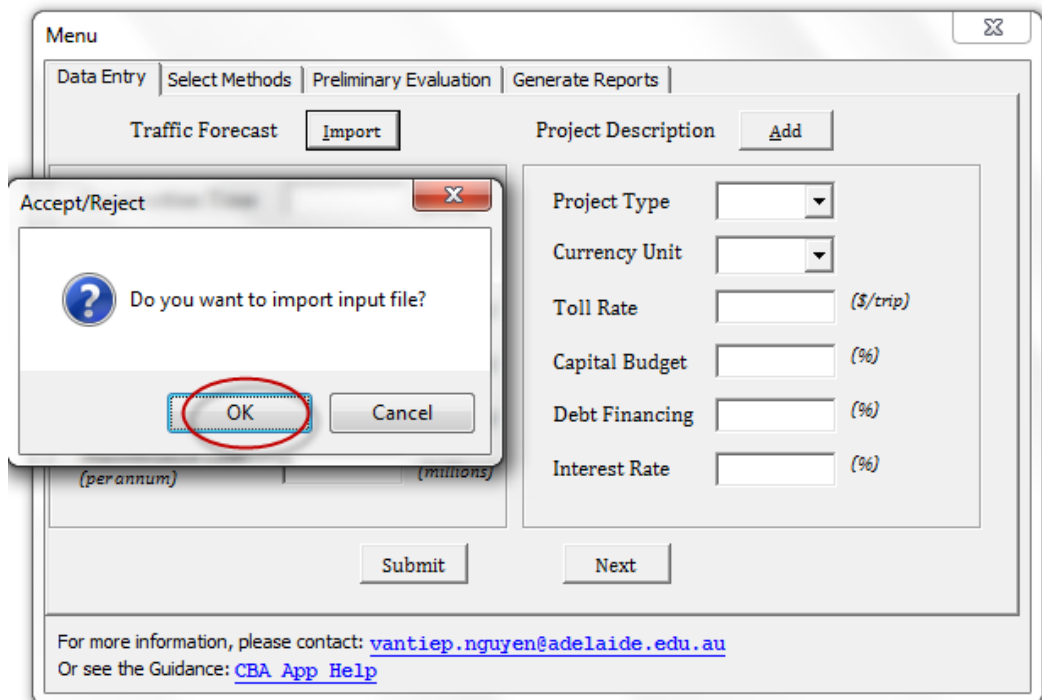 Menu
Data Entry Select Methods Preliminary Evaluation Generate Reports
Traffic Forecast Import Project Description Add
Accept/Reject
Do you want to import input file?
OK Cancel
(per annum) (millions)
Project Type
Currency Unit
Toll Rate ($/trip)
Capital Budget (%)
Debt Financing (%)
Interest Rate (%)
Submit Next
For more information, please contact: vantiep.nguyen@adelaide.edu.au
Or see the Guidance: CBA App Help